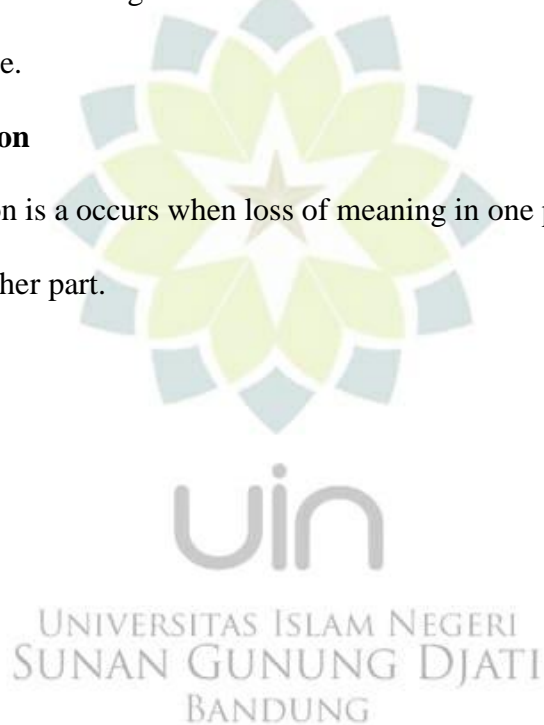 e.
on
on is a occurs when loss of meaning in one p
her part.
uin
UNIVERSITAS ISLAM NEGERI
SUNAN GUNUNG DJATI
BANDUNG